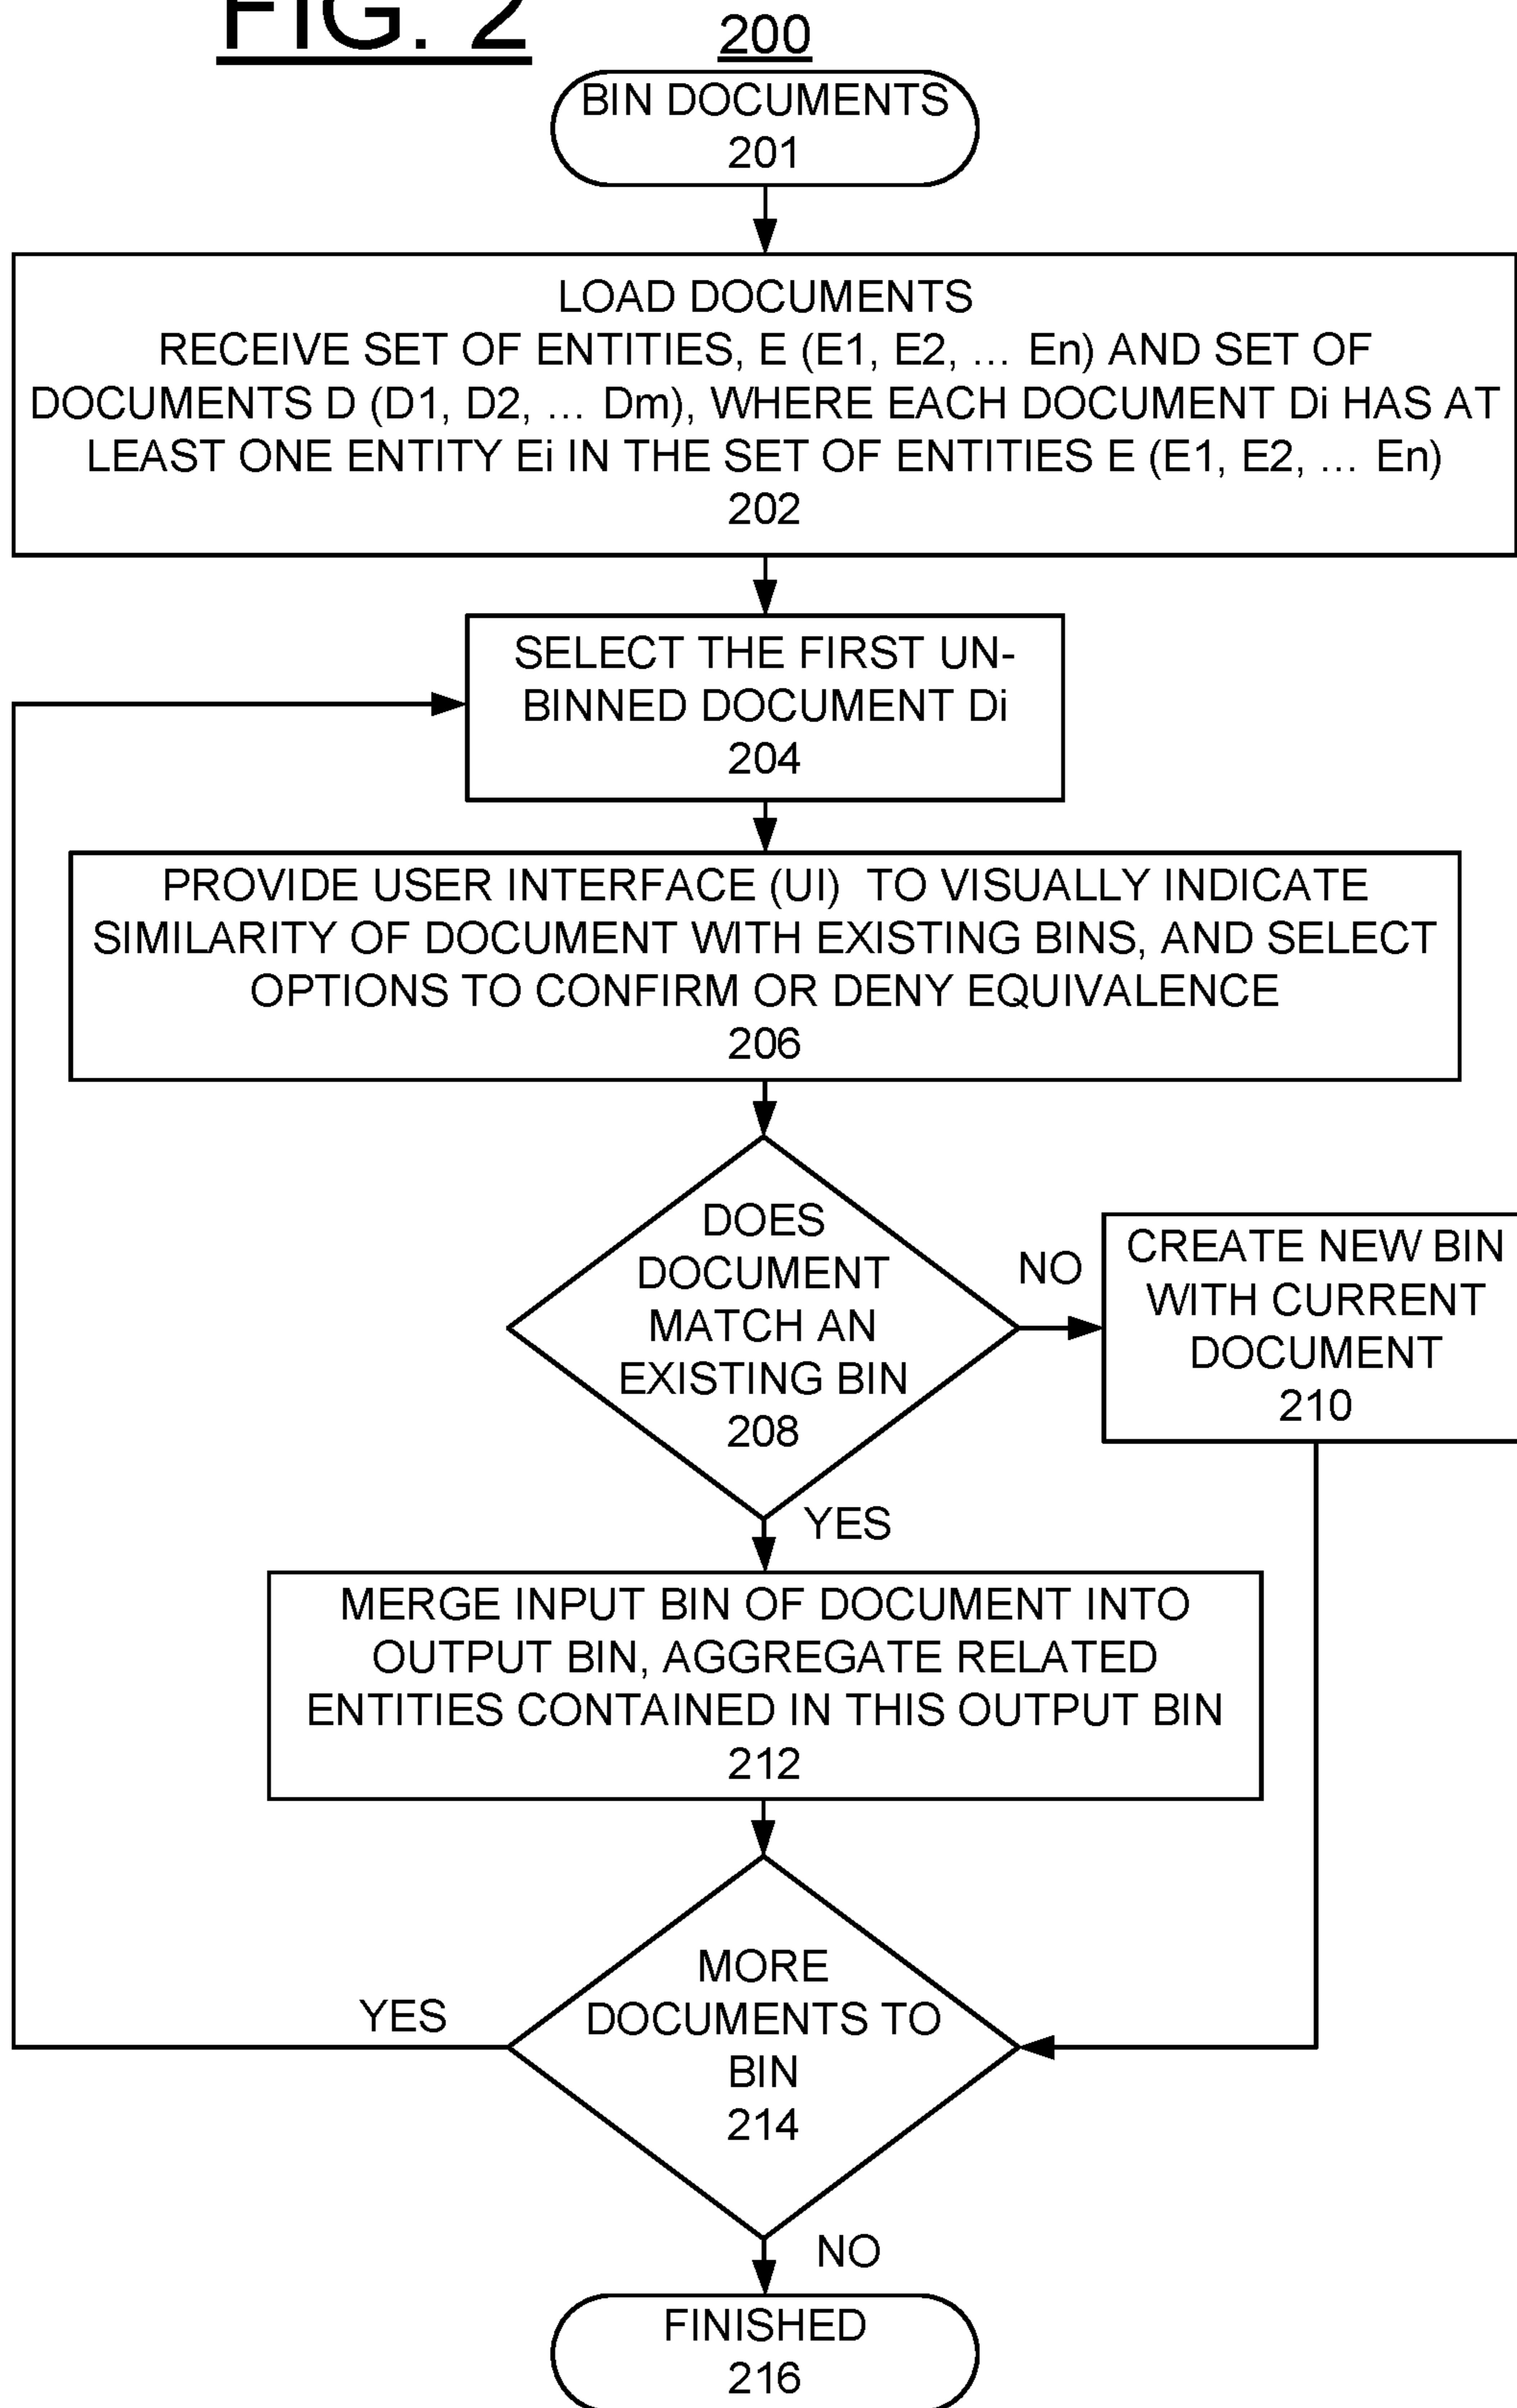 FIG. 2
200
BIN DOCUMENTS
201
LOAD DOCUMENTS
RECEIVE SET OF ENTITIES, E (E1, E2, ... En) AND SET OF
DOCUMENTS D (D1, D2, ... Dm), WHERE EACH DOCUMENT Di HAS AT
LEAST ONE ENTITY Ei IN THE SET OF ENTITIES E (E1, E2, ... En)
202
SELECT THE FIRST UN-
BINNED DOCUMENT Di
204
PROVIDE USER INTERFACE (UI) TO VISUALLY INDICATE
SIMILARITY OF DOCUMENT WITH EXISTING BINS, AND SELECT
OPTIONS TO CONFIRM OR DENY EQUIVALENCE
206
DOES
DOCUMENT
MATCH AN
EXISTING BIN
208
NO
CREATE NEW BIN
WITH CURRENT
DOCUMENT
210
YES
MERGE INPUT BIN OF DOCUMENT INTO
OUTPUT BIN, AGGREGATE RELATED
ENTITIES CONTAINED IN THIS OUTPUT BIN
212
MORE
DOCUMENTS TO
BIN
214
YES
NO
FINISHED
216